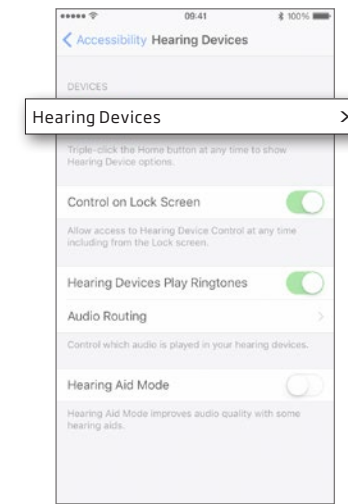 09:41 100%
Accessibility Hearing Devices
DEVICES
Hearing Devices
Triple-click the Home button at any time to show
Hearing Device options.
Control on Lock Screen
Allow access to Hearing Device Control at any time
including from the Lock screen.
Hearing Devices Play Ringtones
Audio Routing
Control which audio is played in your hearing devices.
Hearing Aid Mode
Hearing Aid Mode improves audio quality with some
hearing aids.